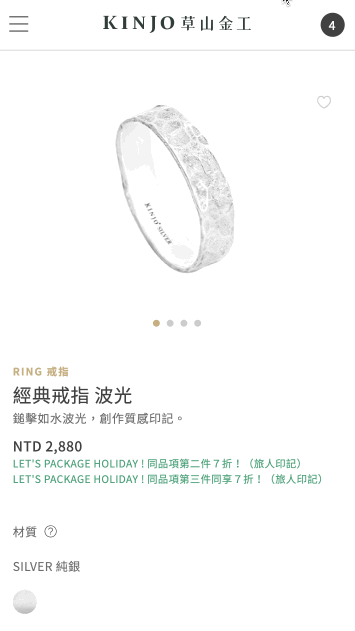 KINJO 草山金工
4
KINJO® SILVER
RING 戒指
經典戒指 波光
鎚擊如水波光，創作質感印記。
NTD 2,880
LET'S PACKAGE HOLIDAY ! 同品項第二件７折！（旅人印記）
LET'S PACKAGE HOLIDAY ! 同品項第三件同享７折！（旅人印記）
材質 ?
SILVER 純銀